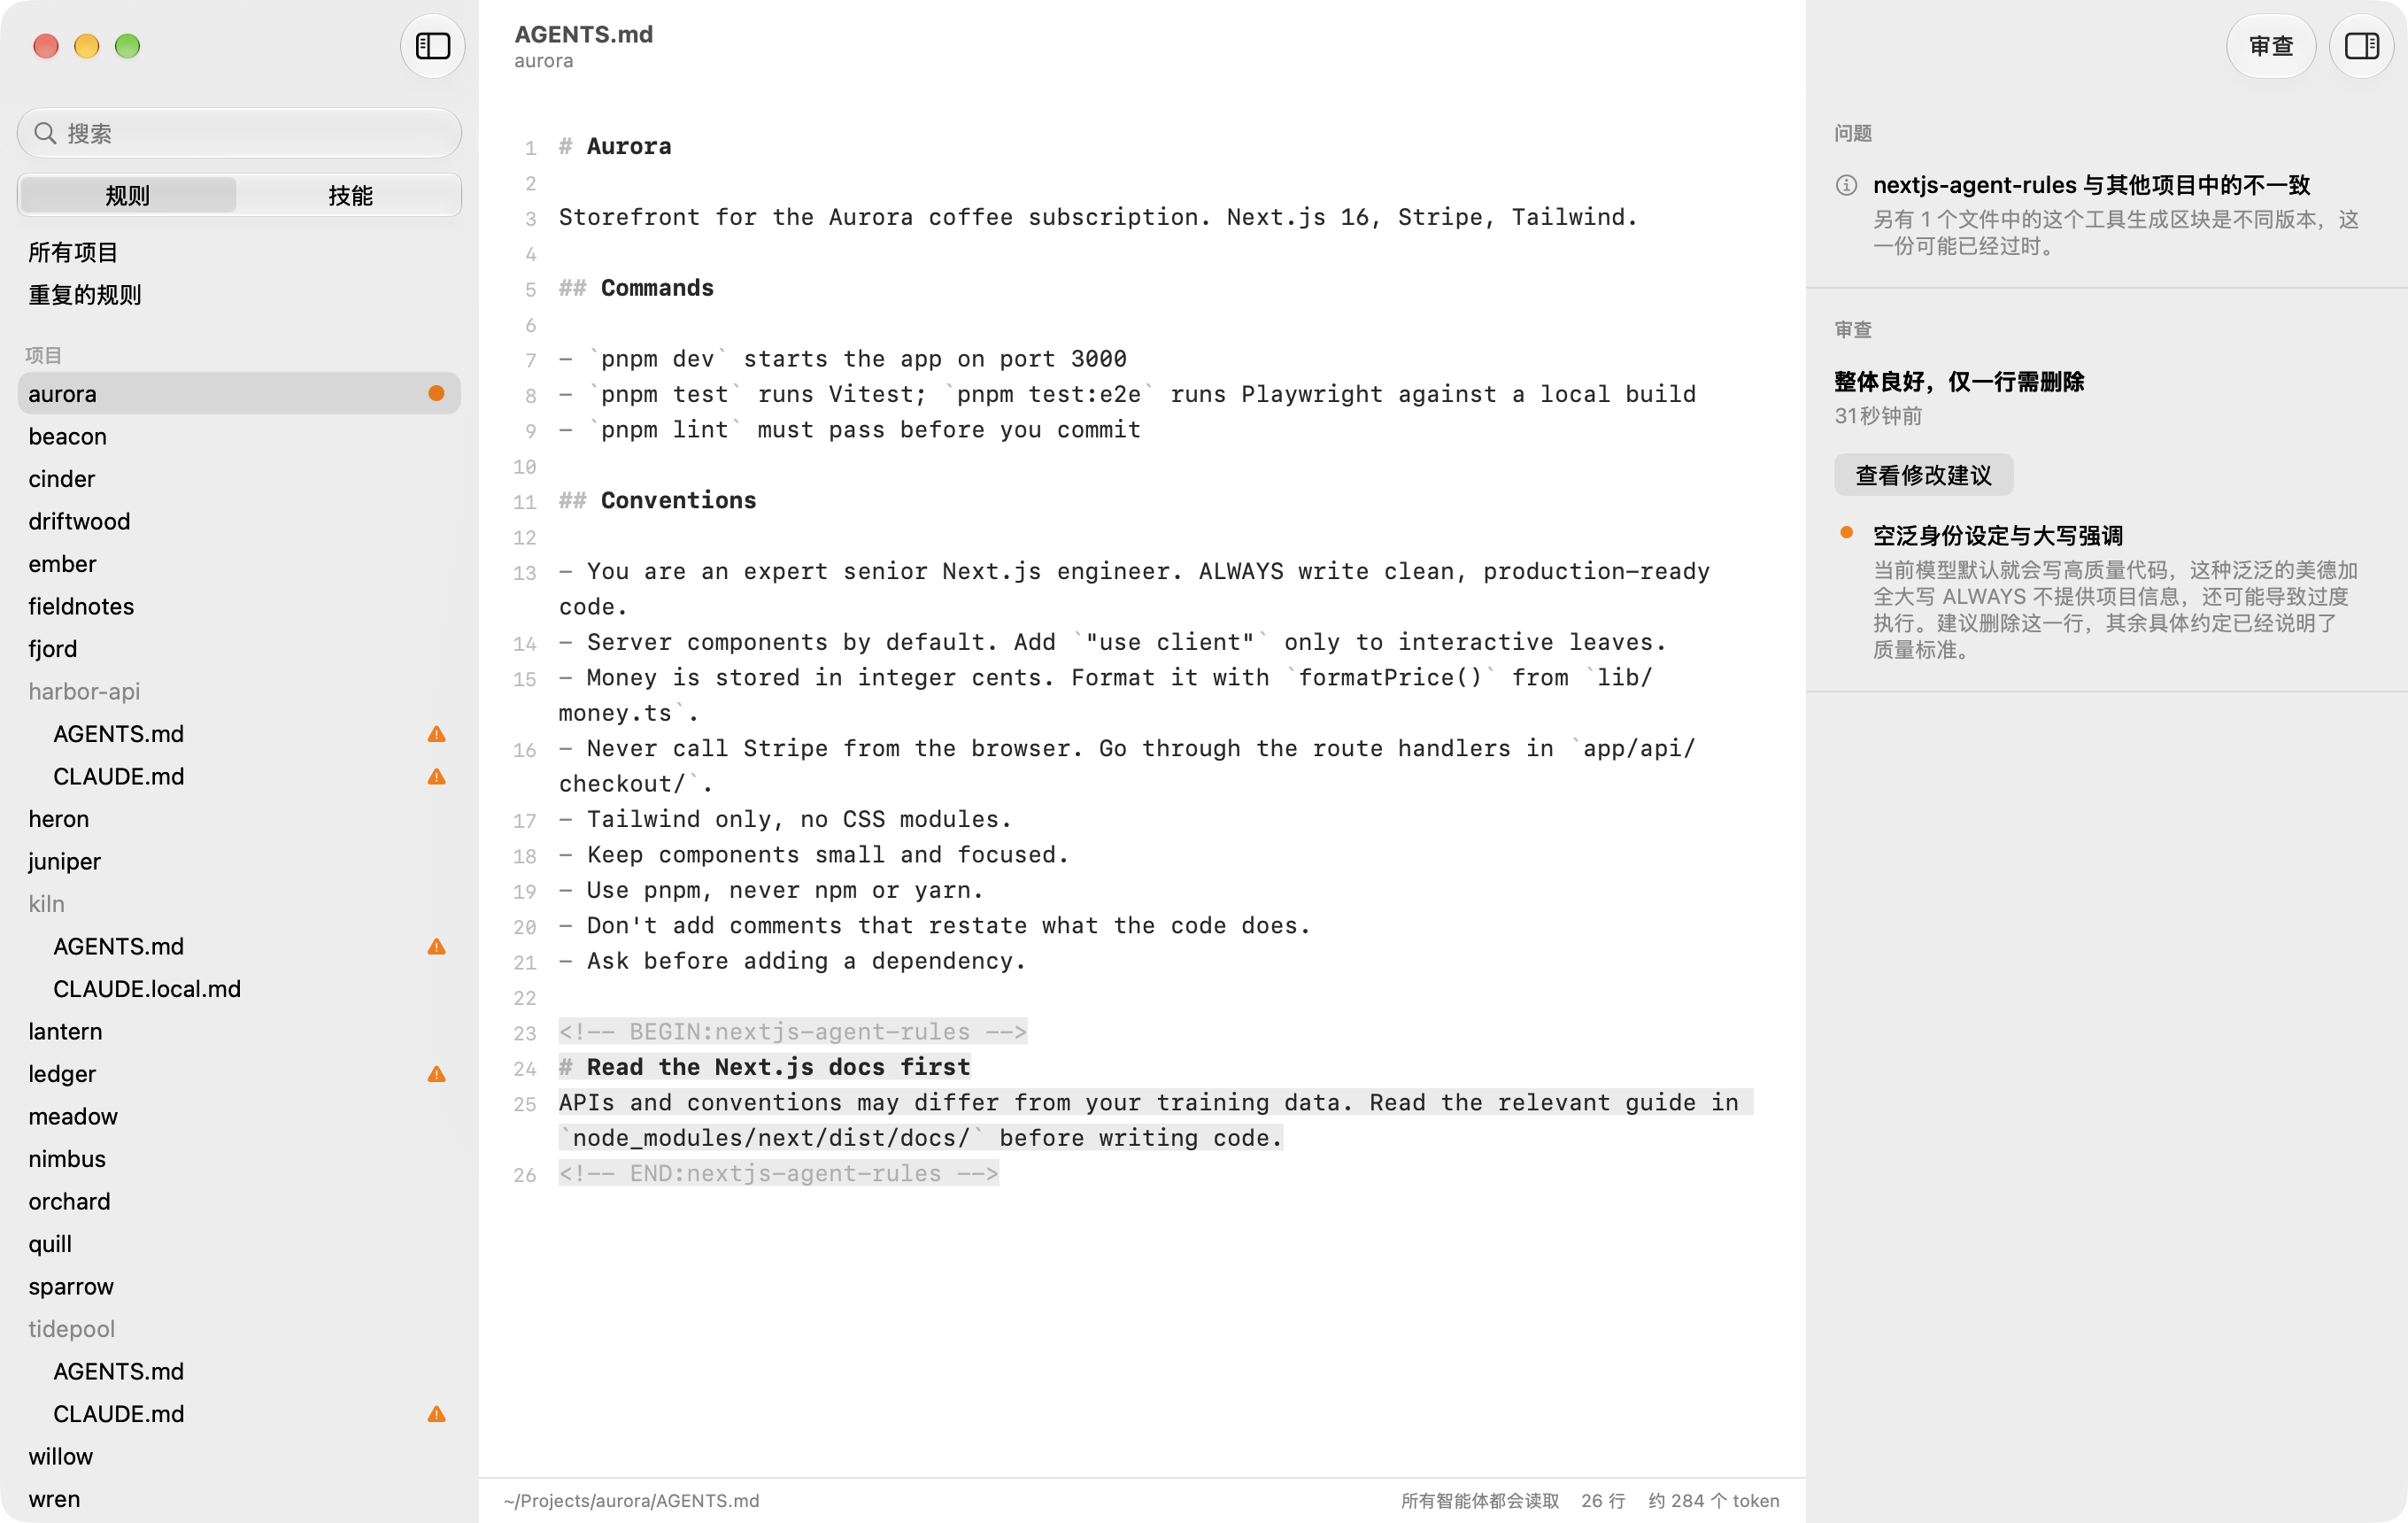 搜索
规则
技能
所有项目
重复的规则
项目
aurora
beacon
cinder
driftwood
ember
fieldnotes
fjord
harbor-api
AGENTS.md
CLAUDE.md
heron
juniper
kiln
AGENTS.md
CLAUDE.local.md
lantern
ledger
meadow
nimbus
orchard
quill
sparrow
tidepool
AGENTS.md
CLAUDE.md
willow
wren
AGENTS.md
aurora
1 # Aurora
2
3 Storefront for the Aurora coffee subscription. Next.js 16, Stripe, Tailwind.
4
5 ## Commands
6
7 - `pnpm dev` starts the app on port 3000
8 - `pnpm test` runs Vitest; `pnpm test:e2e` runs Playwright against a local build
9 - `pnpm lint` must pass before you commit
10
11 ## Conventions
12
13 - You are an expert senior Next.js engineer. ALWAYS write clean, production-ready
code.
14 - Server components by default. Add `"use client"` only to interactive leaves.
15 - Money is stored in integer cents. Format it with `formatPrice()` from `lib/
money.ts`.
16 - Never call Stripe from the browser. Go through the route handlers in `app/api/
checkout/`.
17 - Tailwind only, no CSS modules.
18 - Keep components small and focused.
19 - Use pnpm, never npm or yarn.
20 - Don't add comments that restate what the code does.
21 - Ask before adding a dependency.
22
23 <!-- BEGIN:nextjs-agent-rules -->
24 # Read the Next.js docs first
25 APIs and conventions may differ from your training data. Read the relevant guide in
`node_modules/next/dist/docs/` before writing code.
26 <!-- END:nextjs-agent-rules -->
~/Projects/aurora/AGENTS.md
所有智能体都会读取 26 行 约 284 个 token
审查
问题
nextjs-agent-rules 与其他项目中的不一致
另有 1 个文件中的这个工具生成区块是不同版本，这
一份可能已经过时。
审查
整体良好，仅一行需删除
31秒钟前
查看修改建议
空泛身份设定与大写强调
当前模型默认就会写高质量代码，这种泛泛的美德加
全大写 ALWAYS 不提供项目信息，还可能导致过度
执行。建议删除这一行，其余具体约定已经说明了
质量标准。